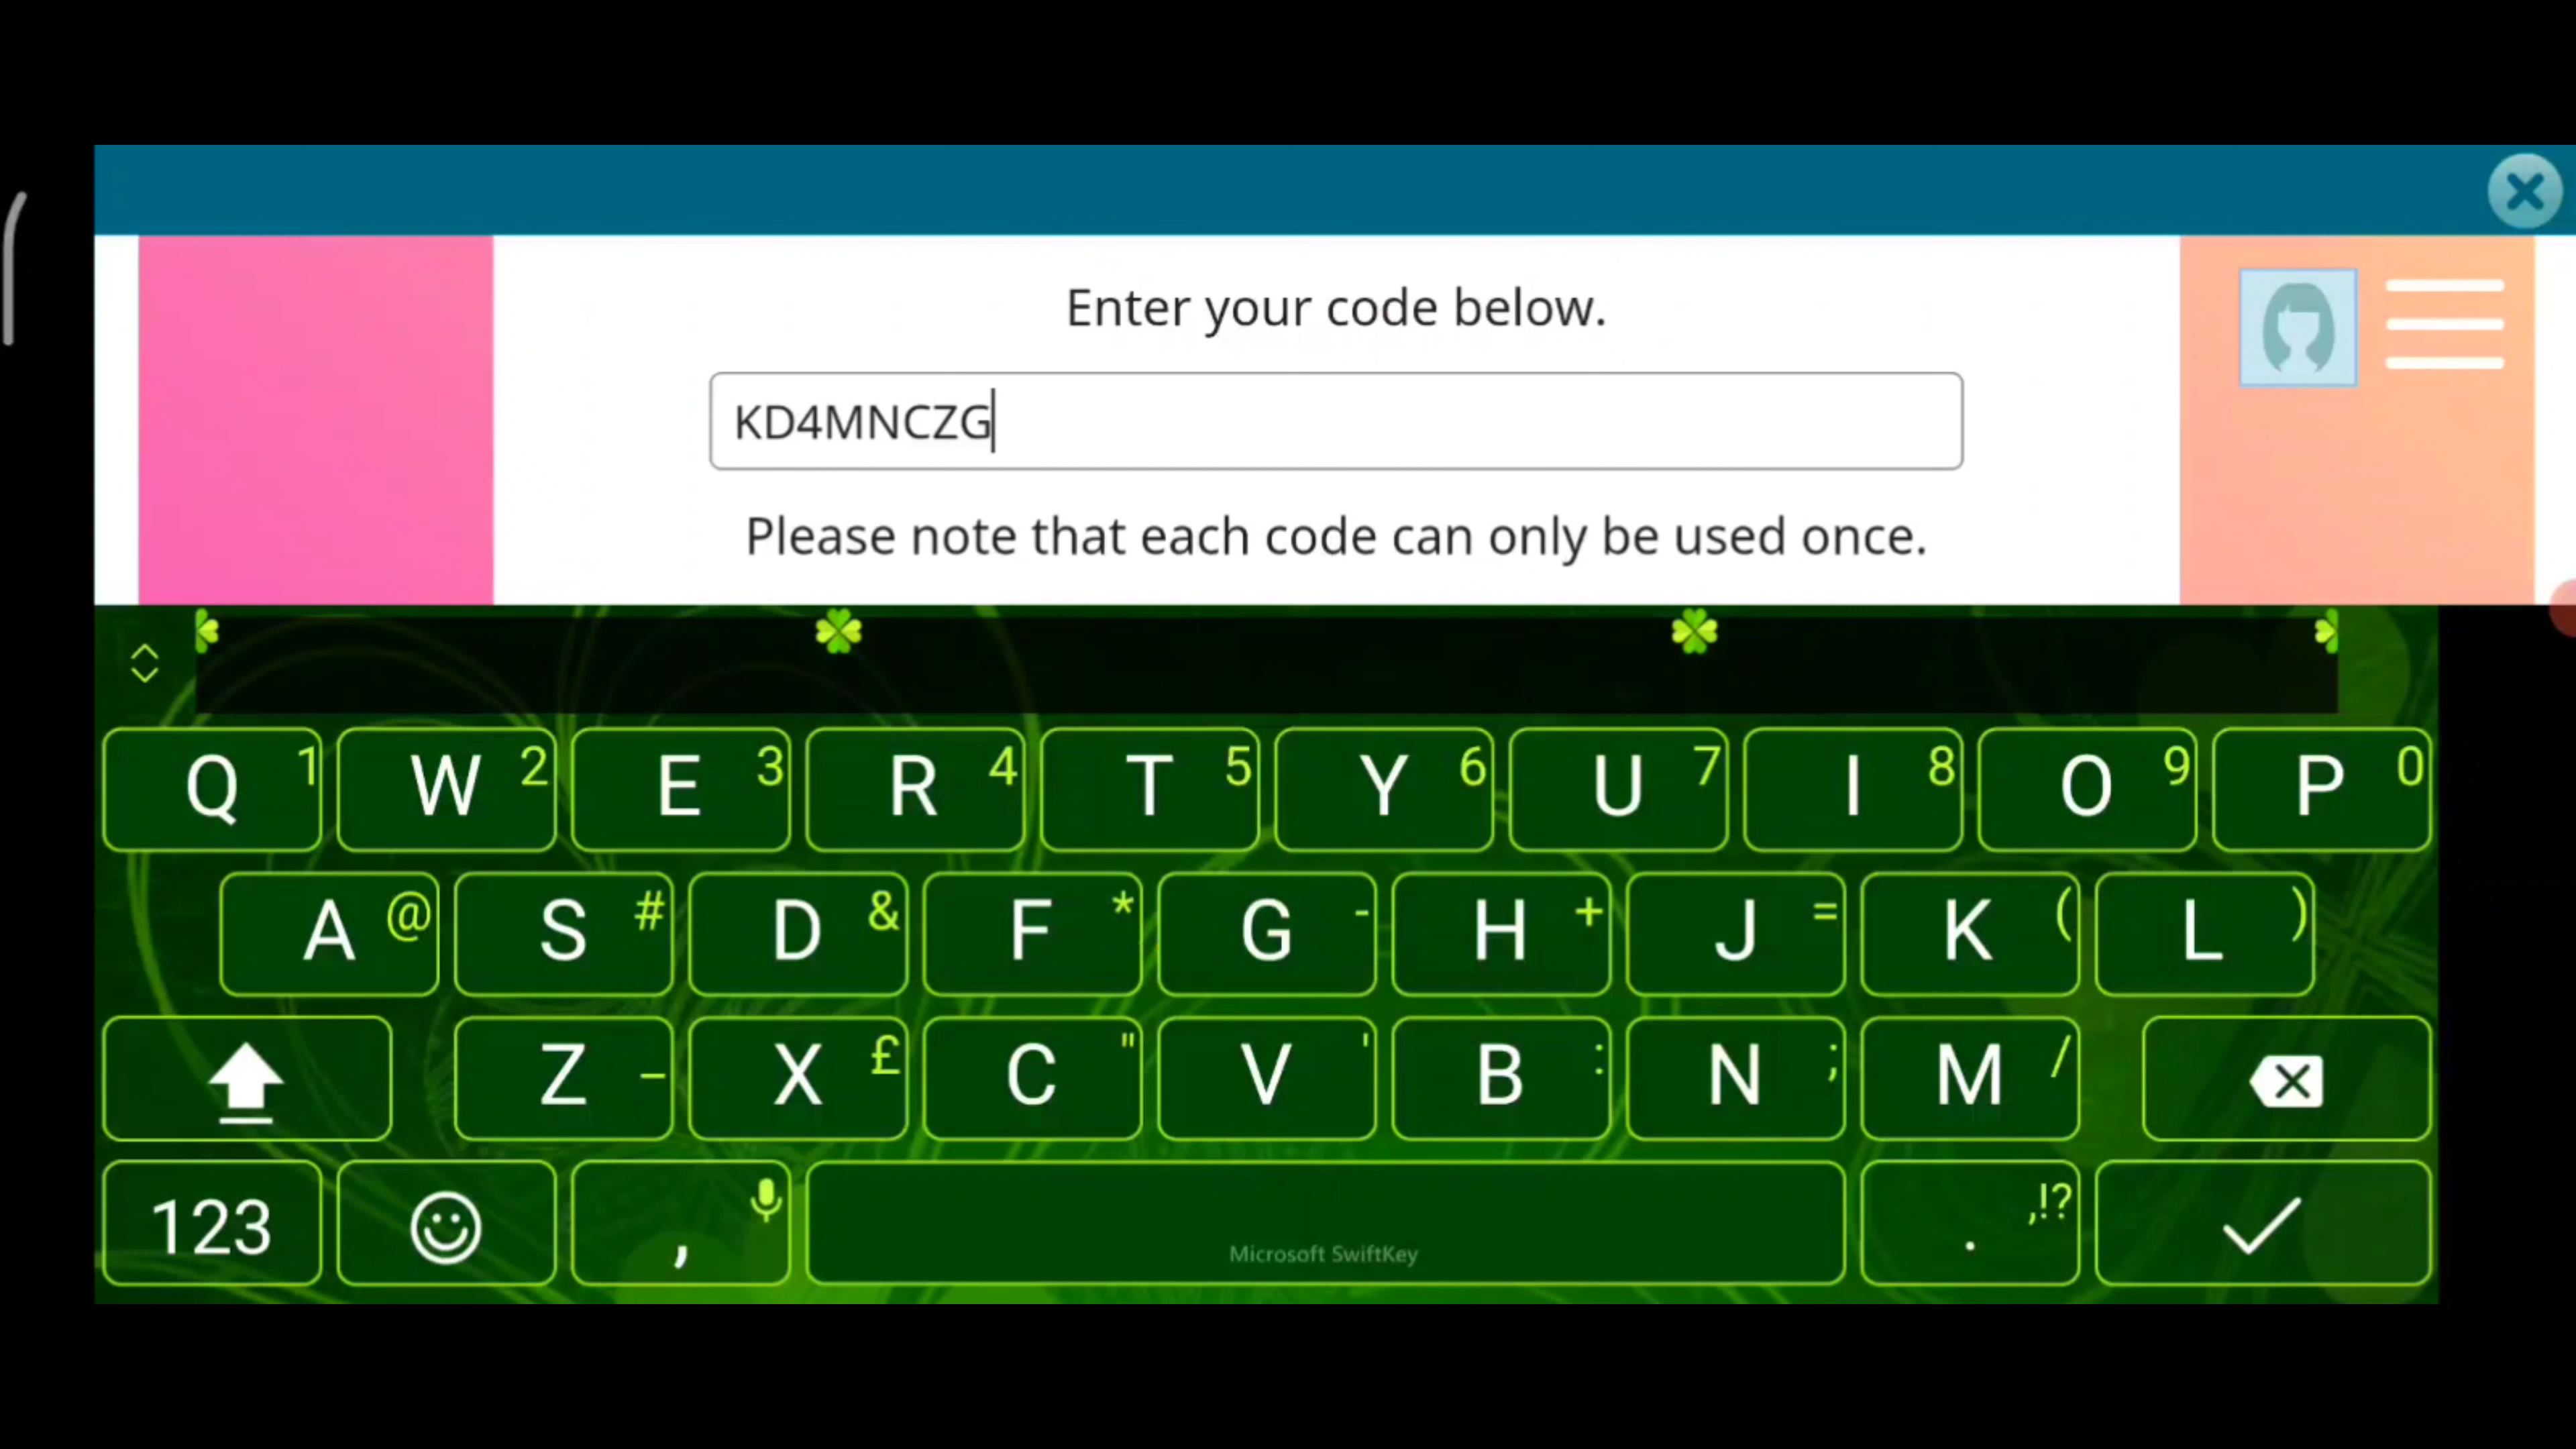 Enter your code below.
KD4MNCZG
Please note that each code can only be used once.
Q 1 W 2 E 3 R 4 T 5 Y 6 U 7 I 8 O 9 P 0
A @ S # D & F * G - H + J = K ( L )
Z _ X £ C " V ' B : N ; M /
123 , Microsoft SwiftKey . ,!?